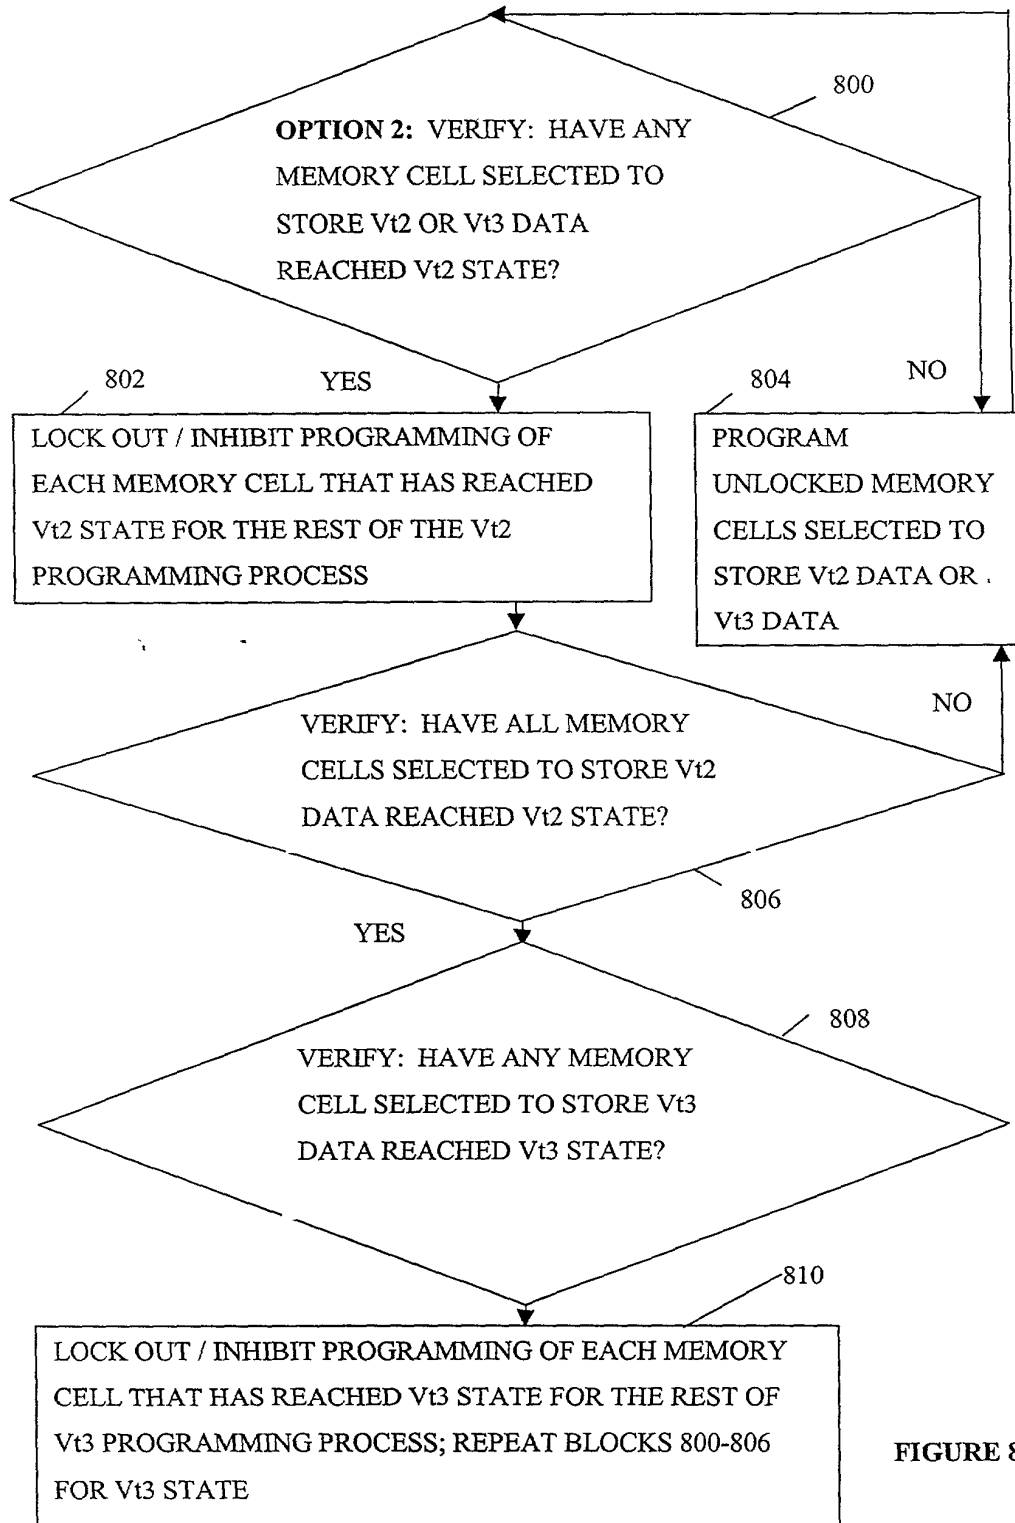 800
OPTION 2: VERIFY: HAVE ANY
MEMORY CELL SELECTED TO
STORE Vt2 OR Vt3 DATA
REACHED Vt2 STATE?
802
YES
804
NO
LOCK OUT / INHIBIT PROGRAMMING OF
EACH MEMORY CELL THAT HAS REACHED
Vt2 STATE FOR THE REST OF THE Vt2
PROGRAMMING PROCESS
PROGRAM
UNLOCKED MEMORY
CELLS SELECTED TO
STORE Vt2 DATA OR
Vt3 DATA
NO
VERIFY: HAVE ALL MEMORY
CELLS SELECTED TO STORE Vt2
DATA REACHED Vt2 STATE?
806
YES
808
VERIFY: HAVE ANY MEMORY
CELL SELECTED TO STORE Vt3
DATA REACHED Vt3 STATE?
810
LOCK OUT / INHIBIT PROGRAMMING OF EACH MEMORY
CELL THAT HAS REACHED Vt3 STATE FOR THE REST OF
Vt3 PROGRAMMING PROCESS; REPEAT BLOCKS 800-806
FOR Vt3 STATE
FIGURE 8